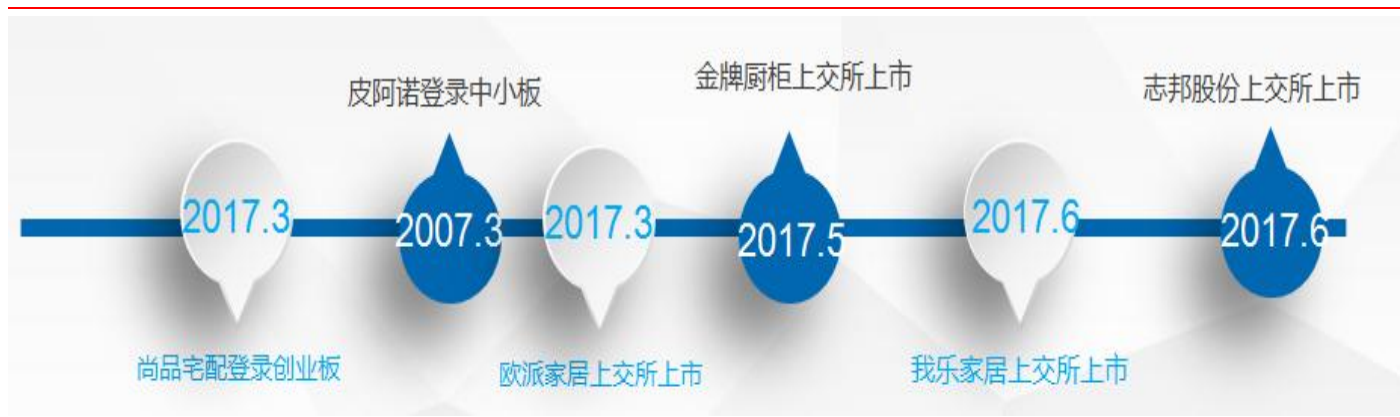 皮阿诺登录中小板
金牌厨柜上交所上市
志邦股份上交所上市
2017.3
2007.3
2017.3
2017.5
2017.6
2017.6
尚品宅配登录创业板
欧派家居上交所上市
我乐家居上交所上市